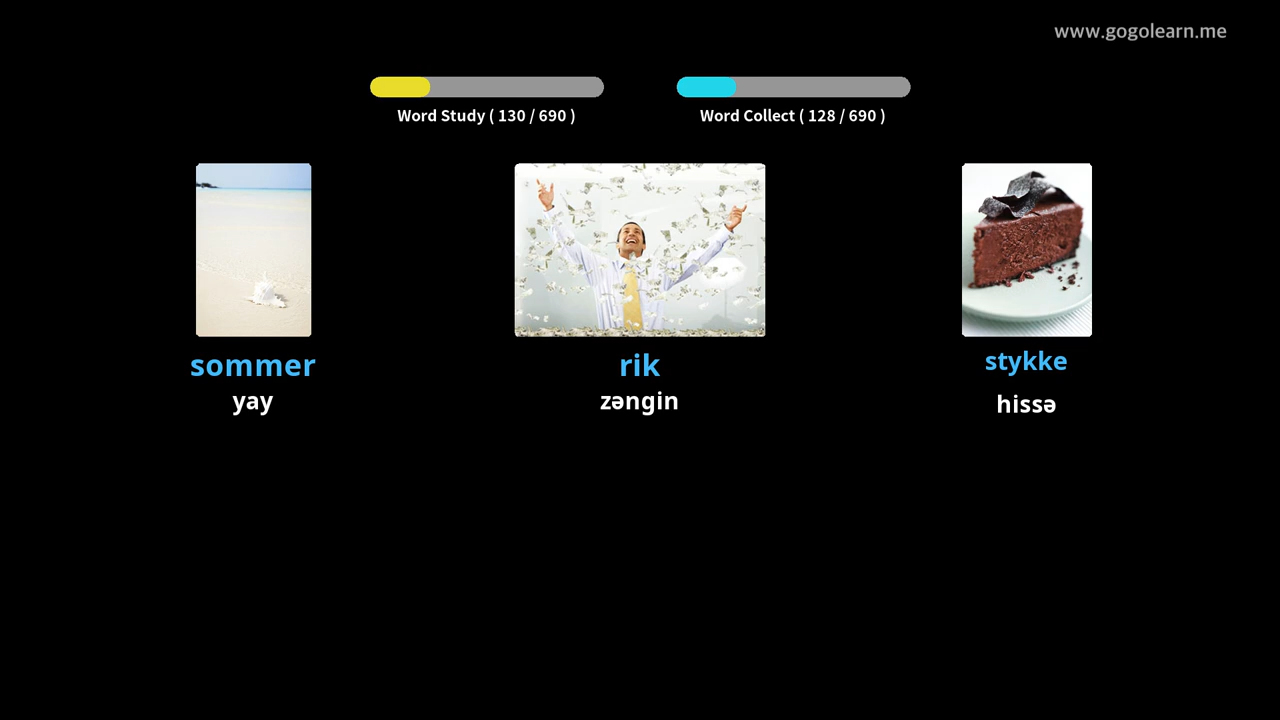 www.gogolearn.me
Word Study ( 130 / 690 )
Word Collect ( 128 / 690 )
sommer
yay
rik
zəngin
stykke
hissə